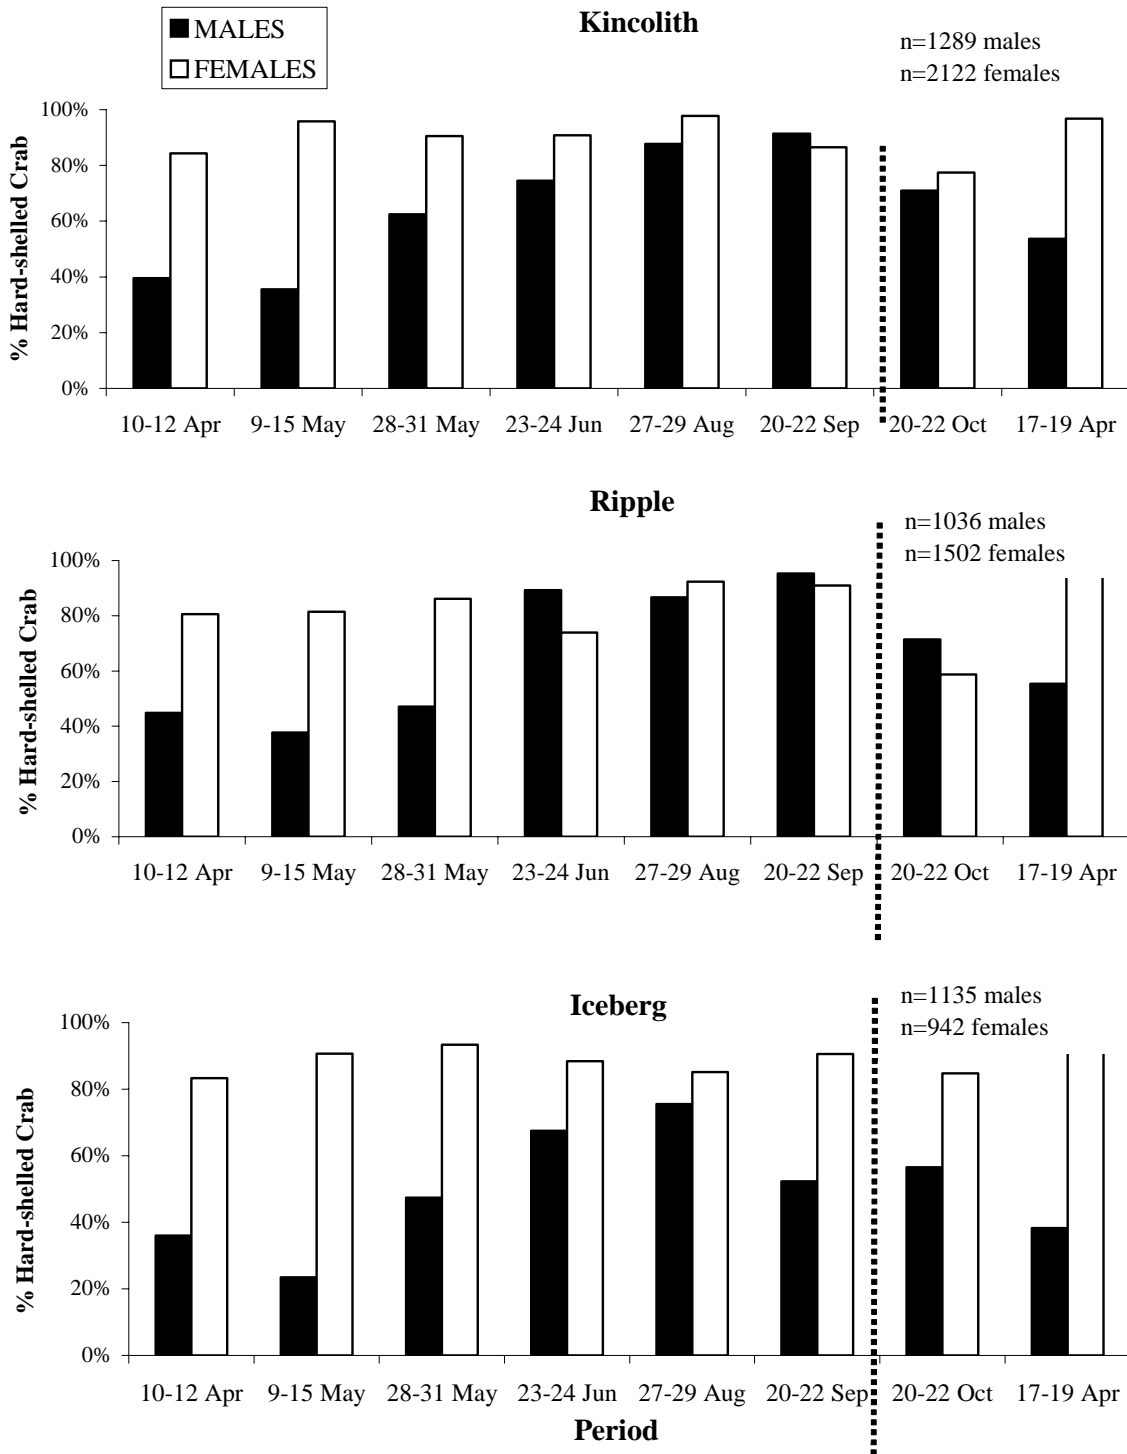 Kincolith
MALES
FEMALES
n=1289 males
n=2122 females
% Hard-shelled Crab
100%
80%
60%
40%
20%
0%
10-12 Apr 9-15 May 28-31 May 23-24 Jun 27-29 Aug 20-22 Sep 20-22 Oct 17-19 Apr
Ripple
n=1036 males
n=1502 females
% Hard-shelled Crab
100%
80%
60%
40%
20%
0%
10-12 Apr 9-15 May 28-31 May 23-24 Jun 27-29 Aug 20-22 Sep 20-22 Oct 17-19 Apr
Iceberg
n=1135 males
n=942 females
% Hard-shelled Crab
100%
80%
60%
40%
20%
0%
10-12 Apr 9-15 May 28-31 May 23-24 Jun 27-29 Aug 20-22 Sep 20-22 Oct 17-19 Apr
Period